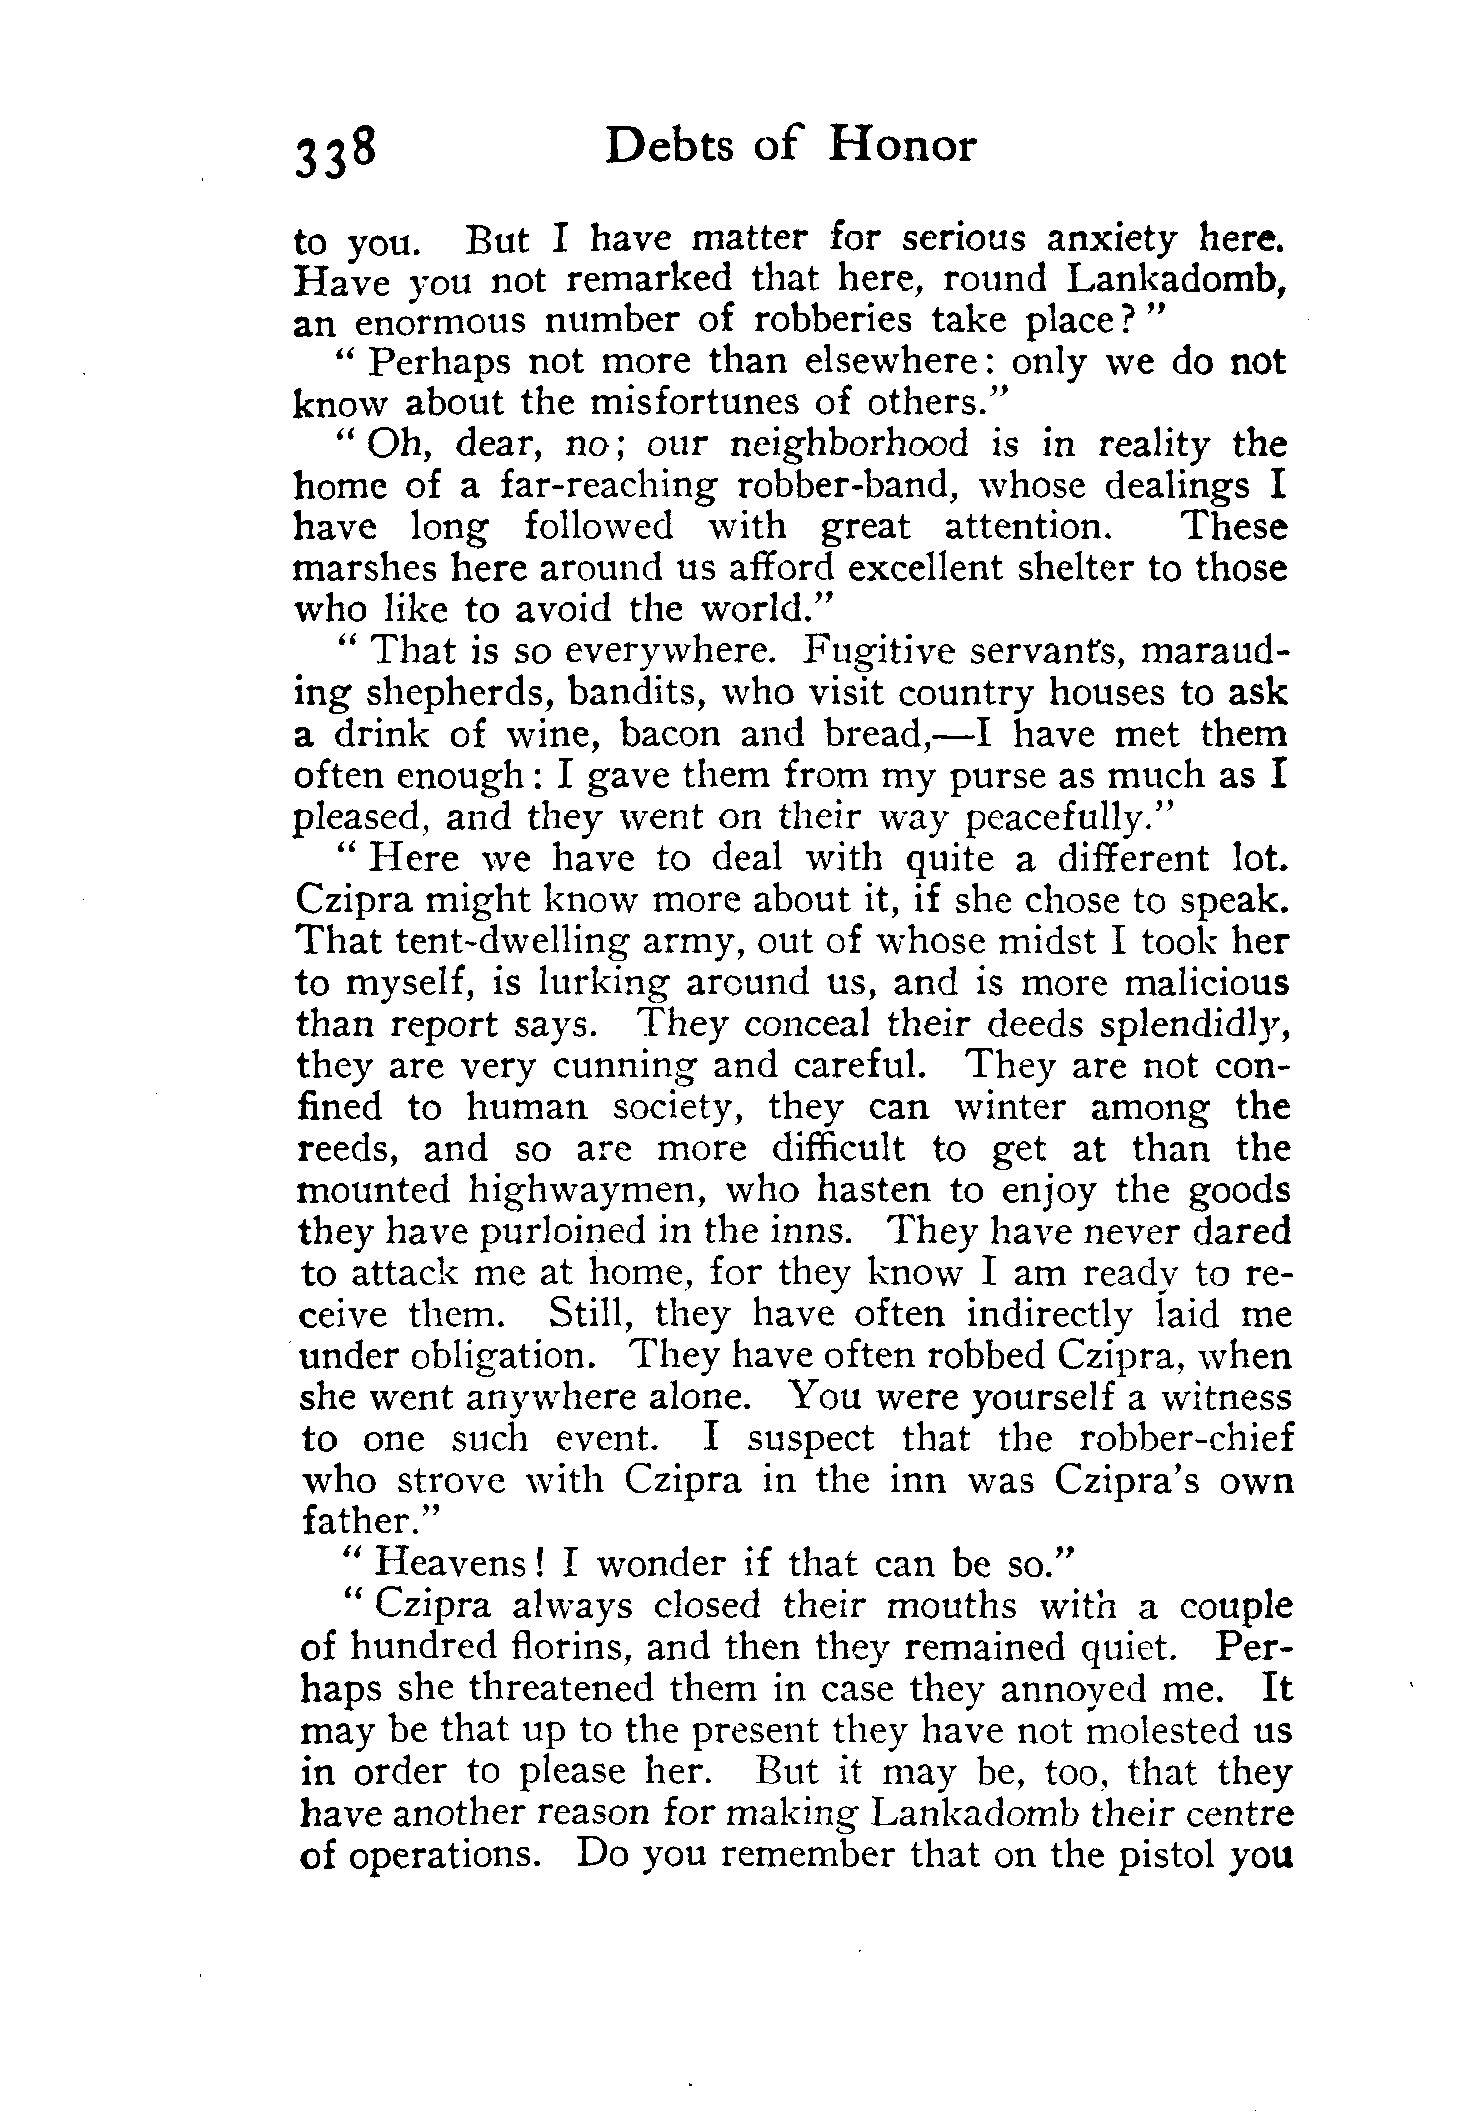 338 Debts of Honor
to you. But I have matter for serious anxiety here.
Have you not remarked that here, round Lankadomb,
an enormous number of robberies take place? "
" Perhaps not more than elsewhere: only we do not
know about the misfortunes of others."
" Oh, dear, no; our neighborhood is in reality the
home of a far-reaching robber-band, whose dealings I
have long followed with great attention. These
marshes here around us afford excellent shelter to those
who like to avoid the world."
" That is so everywhere. Fugitive servants, maraud-
ing shepherds, bandits, who visit country houses to ask
a drink of wine, bacon and bread,—I have met them
often enough: I gave them from my purse as much as I
pleased, and they went on their way peacefully."
" Here we have to deal with quite a different lot.
Czipra might know more about it, if she chose to speak.
That tent-dwelling army, out of whose midst I took her
to myself, is lurking around us, and is more malicious
than report says. They conceal their deeds splendidly,
they are very cunning and careful. They are not con-
fined to human society, they can winter among the
reeds, and so are more difficult to get at than the
mounted highwaymen, who hasten to enjoy the goods
they have purloined in the inns. They have never dared
to attack me at home, for they know I am ready to re-
ceive them. Still, they have often indirectly laid me
under obligation. They have often robbed Czipra, when
she went anywhere alone. You were yourself a witness
to one such event. I suspect that the robber-chief
who strove with Czipra in the inn was Czipra's own
father."
" Heavens! I wonder if that can be so."
" Czipra always closed their mouths with a couple
of hundred florins, and then they remained quiet. Per-
haps she threatened them in case they annoyed me. It
may be that up to the present they have not molested us
in order to please her. But it may be, too, that they
have another reason for making Lankadomb their centre
of operations. Do you remember that on the pistol you